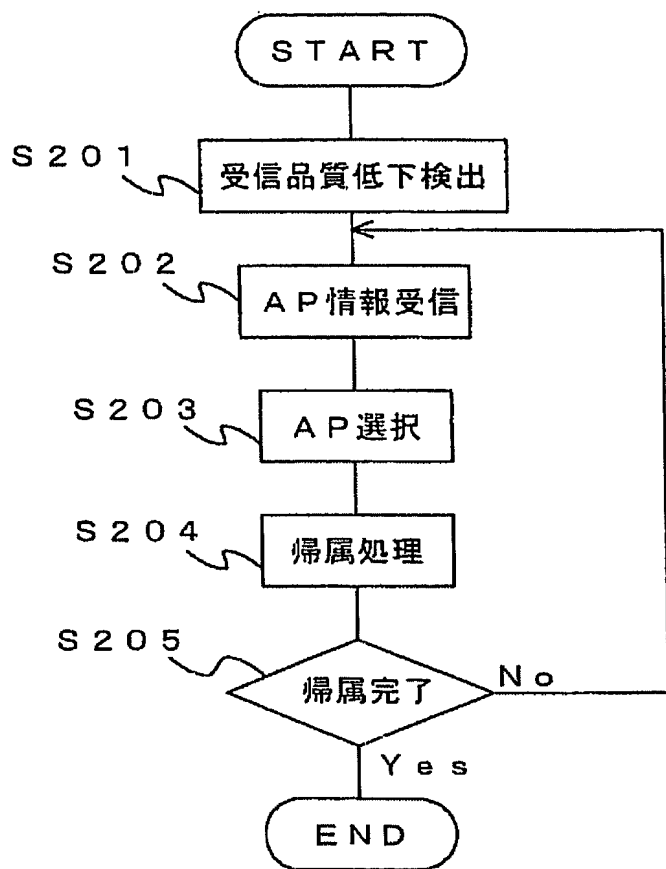 ＳＴＡＲＴ
Ｓ２０１
受信品質低下検出
Ｓ２０２
ＡＰ情報受信
Ｓ２０３
ＡＰ選択
Ｓ２０４
帰属処理
Ｓ２０５
帰属完了
Ｎｏ
Ｙｅｓ
ＥＮＤ